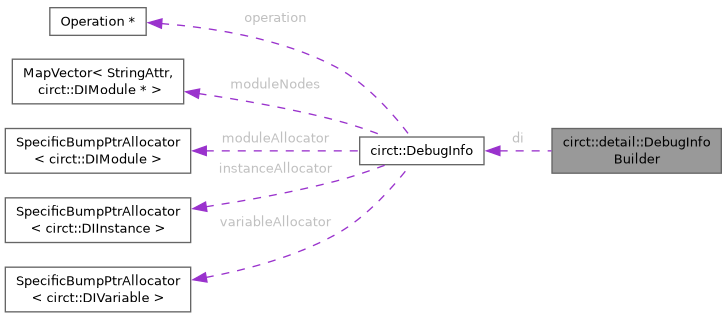 Operation *
operation
MapVector< StringAttr,
circt::DIModule * >
moduleNodes
SpecificBumpPtrAllocator
< circt::DIModule >
moduleAllocator
circt::DebugInfo
di
circt::detail::DebugInfo
Builder
instanceAllocator
SpecificBumpPtrAllocator
< circt::DIInstance >
variableAllocator
SpecificBumpPtrAllocator
< circt::DIVariable >